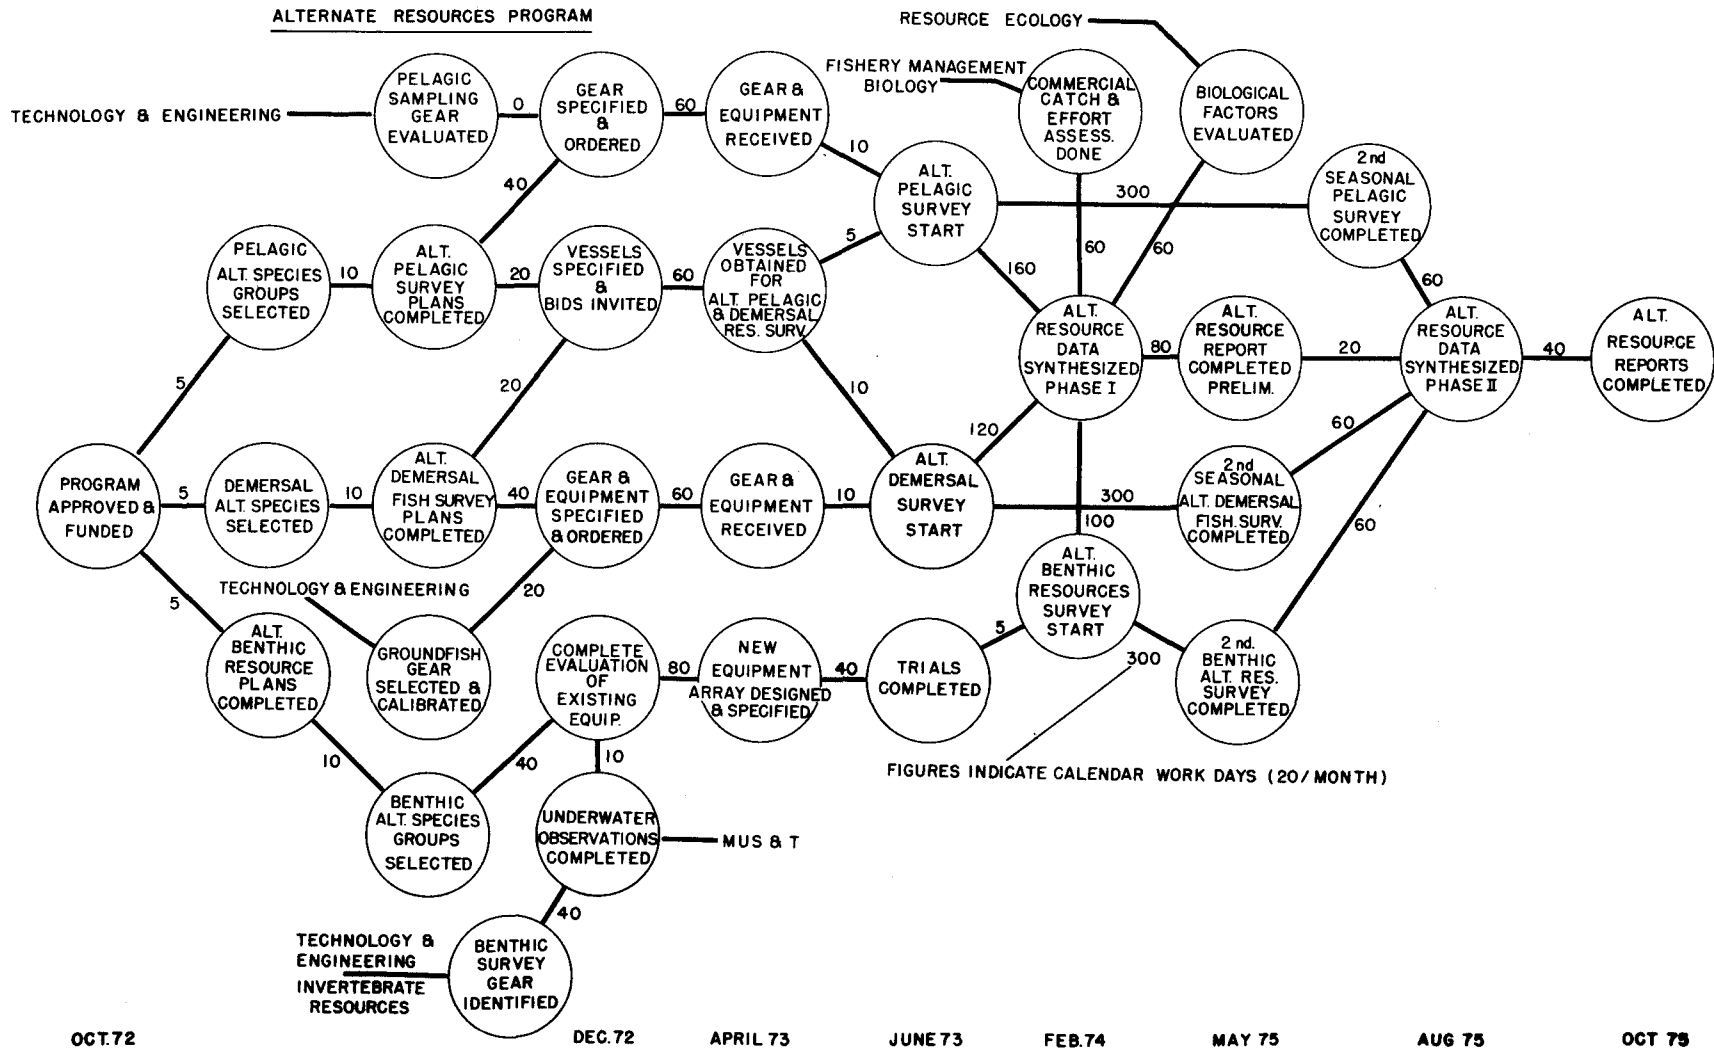 ALTERNATE RESOURCES PROGRAM
RESOURCE ECOLOGY
FISHERY MANAGEMENT
BIOLOGY
TECHNOLOGY & ENGINEERING
PELAGIC
SAMPLING
GEAR
EVALUATED
0
GEAR
SPECIFIED
&
ORDERED
60
GEAR &
EQUIPMENT
RECEIVED
10
COMMERCIAL
CATCH &
EFFORT
ASSESS.
DONE
BIOLOGICAL
FACTORS
EVALUATED
40
ALT.
PELAGIC
SURVEY
START
300
2nd
SEASONAL
PELAGIC
SURVEY
COMPLETED
PELAGIC
ALT. SPECIES
GROUPS
SELECTED
10
ALT.
PELAGIC
SURVEY
PLANS
COMPLETED
20
VESSELS
SPECIFIED
&
BIDS INVITED
60
VESSELS
OBTAINED
FOR
ALT. PELAGIC
& DEMERSAL
RES. SURV.
5
160
60
60
60
ALT.
RESOURCE
DATA
SYNTHESIZED
PHASE I
80
ALT.
RESOURCE
REPORT
COMPLETED
PRELIM.
20
ALT.
RESOURCE
DATA
SYNTHESIZED
PHASE II
40
ALT.
RESOURCE
REPORTS
COMPLETED
5
20
10
120
60
PROGRAM
APPROVED &
FUNDED
5
DEMERSAL
ALT. SPECIES
SELECTED
10
ALT.
DEMERSAL
FISH SURVEY
PLANS
COMPLETED
40
GEAR &
EQUIPMENT
SPECIFIED
& ORDERED
60
GEAR &
EQUIPMENT
RECEIVED
10
ALT.
DEMERSAL
SURVEY
START
300
100
2nd
SEASONAL
ALT. DEMERSAL
FISH. SURV.
COMPLETED
60
5
TECHNOLOGY & ENGINEERING
20
ALT.
BENTHIC
RESOURCE
PLANS
COMPLETED
GROUNDFISH
GEAR
SELECTED &
CALIBRATED
COMPLETE
EVALUATION
OF
EXISTING
EQUIP.
80
NEW
EQUIPMENT
ARRAY DESIGNED
& SPECIFIED
40
TRIALS
COMPLETED
5
ALT.
BENTHIC
RESOURCES
SURVEY
START
300
2nd.
BENTHIC
ALT. RES.
SURVEY
COMPLETED
10
40
10
FIGURES INDICATE CALENDAR WORK DAYS (20/MONTH)
BENTHIC
ALT. SPECIES
GROUPS
SELECTED
UNDERWATER
OBSERVATIONS
COMPLETED
MUS & T
40
TECHNOLOGY &
ENGINEERING
INVERTEBRATE
RESOURCES
BENTHIC
SURVEY
GEAR
IDENTIFIED
OCT.72
DEC.72
APRIL 73
JUNE 73
FEB.74
MAY 75
AUG 75
OCT 75